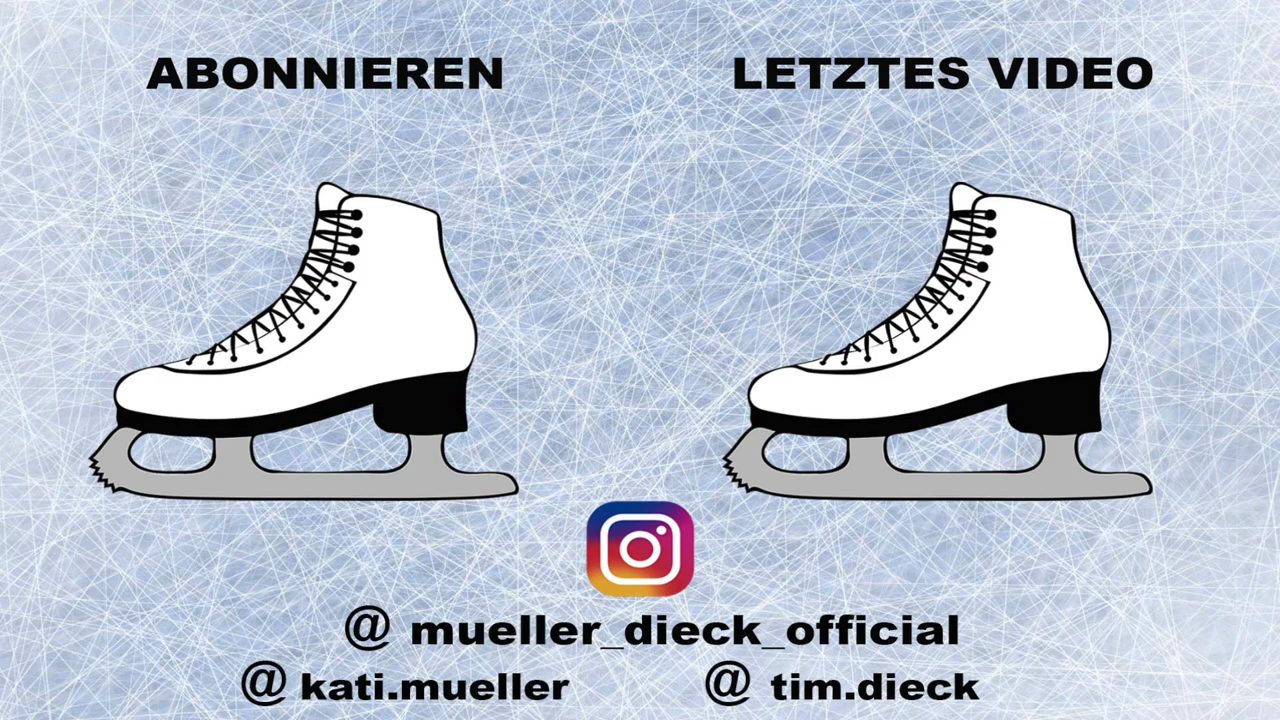 ABONNIEREN
LETZTES VIDEO
@ mueller_dieck_official
@ kati.mueller
@ tim.dieck